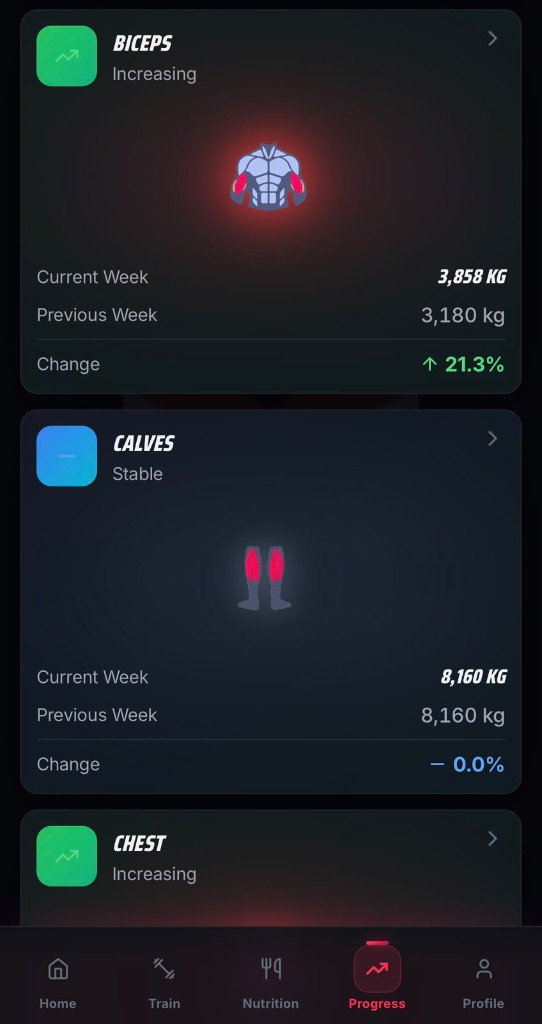 BICEPS
Increasing
Current Week 3,858 KG
Previous Week 3,180 kg
Change ↑ 21.3%
CALVES
Stable
Current Week 8,160 KG
Previous Week 8,160 kg
Change — 0.0%
CHEST
Increasing
Home Train Nutrition Progress Profile